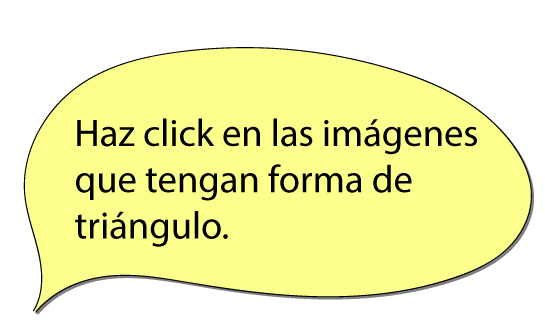 Haz click en las imágenes
que tengan forma de
triángulo.